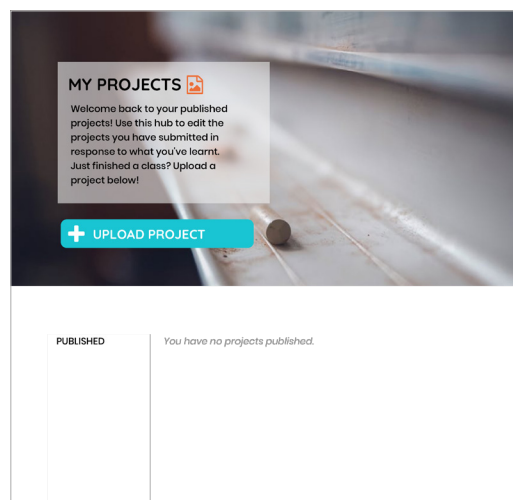 MY PROJECTS
Welcome back to your published
projects! Use this hub to edit the
projects you have submitted in
response to what you've learnt.
Just finished a class? Upload a
project below!
UPLOAD PROJECT
PUBLISHED
You have no projects published.